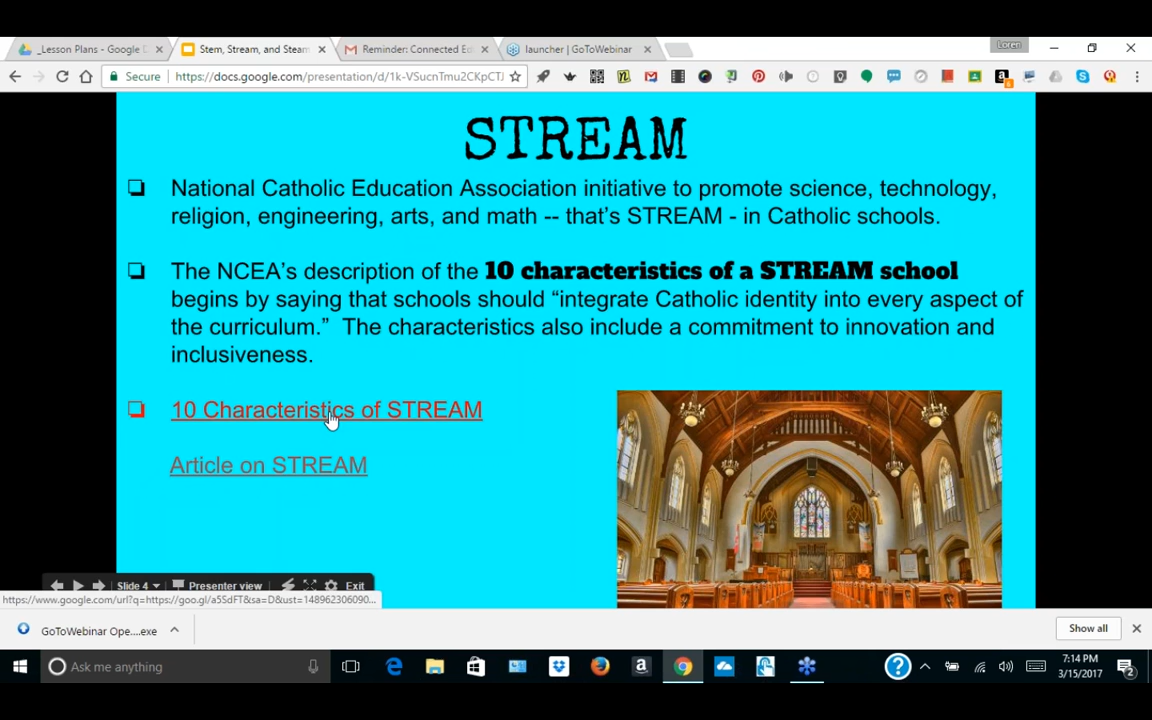 _Lesson Plans - Google D
Stem, Stream, and Steam
Reminder: Connected Ed
launcher | GoToWebinar
Loren
Secure
https://docs.google.com/presentation/d/1k-VSucnTmu2CKpCTJ
STREAM
National Catholic Education Association initiative to promote science, technology,
religion, engineering, arts, and math -- that's STREAM - in Catholic schools.
The NCEA's description of the 10 characteristics of a STREAM school
begins by saying that schools should “integrate Catholic identity into every aspect of
the curriculum.” The characteristics also include a commitment to innovation and
inclusiveness.
10 Characteristics of STREAM
Article on STREAM
Slide 4
Presenter view
Exit
https://www.google.com/url?q=https://goo.gl/a5SdFT&sa=D&ust=148962306090...
GoToWebinar Ope....exe
Show all
Ask me anything
7:14 PM
3/15/2017
2